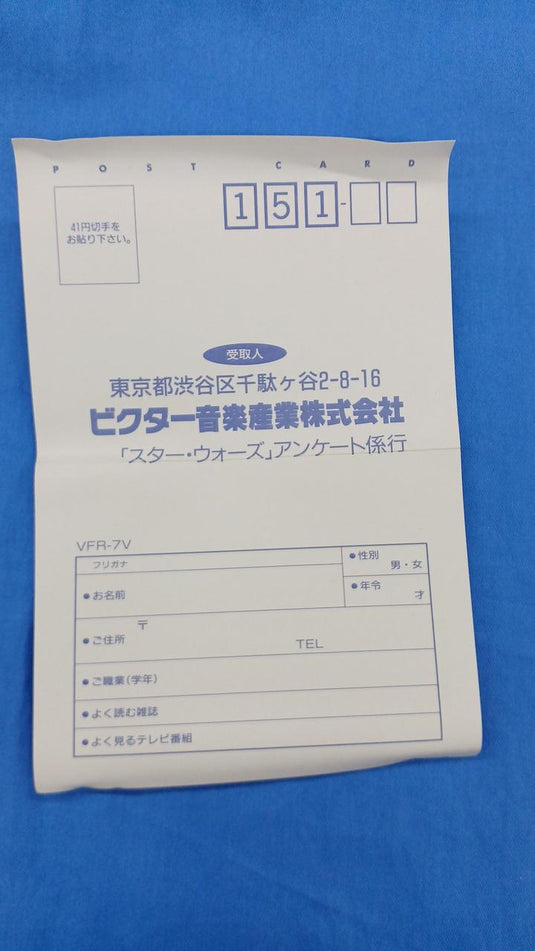 POST CARD
41円切手を
お貼り下さい。
151-
受取人
東京都渋谷区千駄ヶ谷2-8-16
ビクター音楽産業株式会社
「スター・ウォーズ」アンケート係行
VFR-7V
フリガナ
●お名前
●性別
男・女
●年令
才
●ご住所
〒
TEL
●ご職業(学年)
●よく読む雑誌
●よく見るテレビ番組